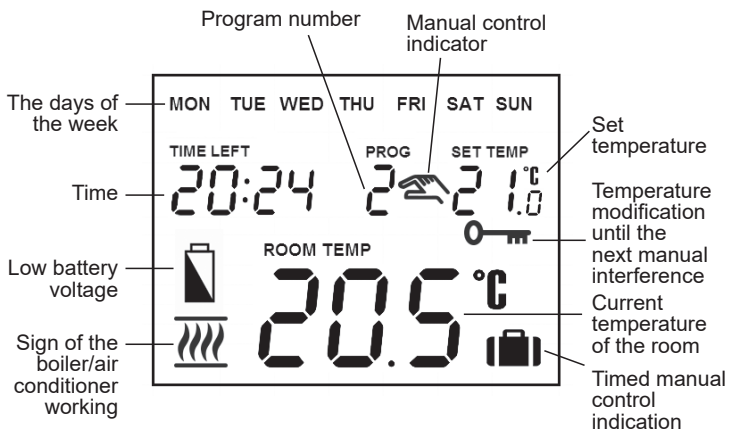 Program number
Manual control
indicator
The days of
the week
MON TUE WED THU FRI SAT SUN
Set
temperature
TIME LEFT PROG SET TEMP
Time
20:24 2 21.0 °C
Temperature
modification
until the
next manual
interference
Low battery
voltage
ROOM TEMP
20.5 °C
Current
temperature
of the room
Sign of the
boiler/air
conditioner
working
Timed manual
control
indication